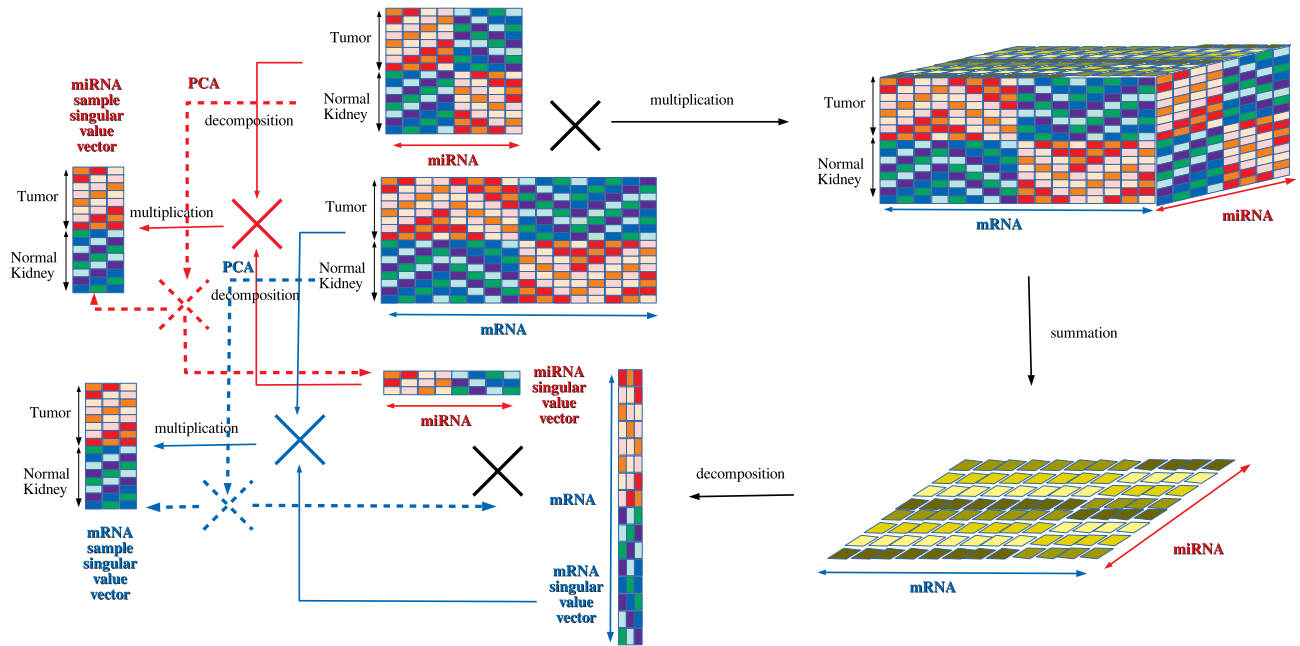 Tumor
Normal
Kidney
miRNA
multiplication
Tumor
Normal
Kidney
mRNA
miRNA
miRNA
sample
singular
value
vector
PCA
decomposition
Tumor
Normal
Kidney
multiplication
Tumor
Normal
Kidney
mRNA
PCA
decomposition
summation
miRNA
miRNA
singular
value
vector
Tumor
Normal
Kidney
multiplication
mRNA
sample
singular
value
vector
mRNA
mRNA
singular
value
vector
decomposition
miRNA
mRNA